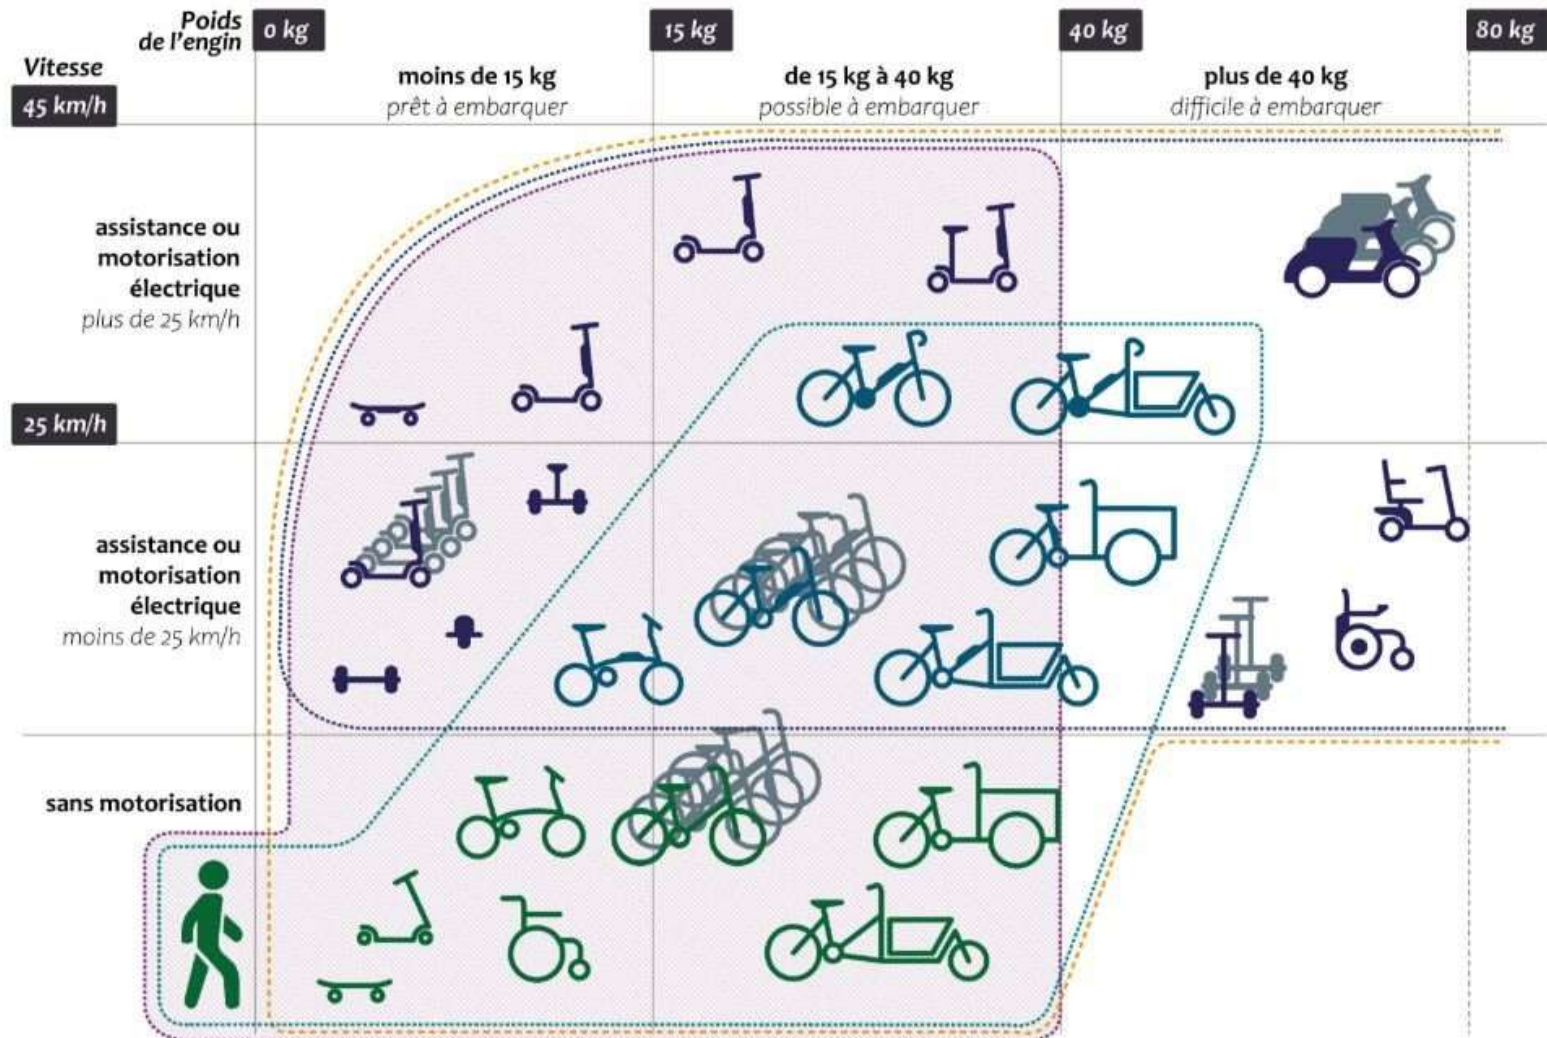 Poids
de l'engin
0 kg
15 kg
40 kg
80 kg
Vitesse
45 km/h
moins de 15 kg
prêt à embarquer
de 15 kg à 40 kg
possible à embarquer
plus de 40 kg
difficile à embarquer
assistance ou
motorisation
électrique
plus de 25 km/h
25 km/h
assistance ou
motorisation
électrique
moins de 25 km/h
sans motorisation